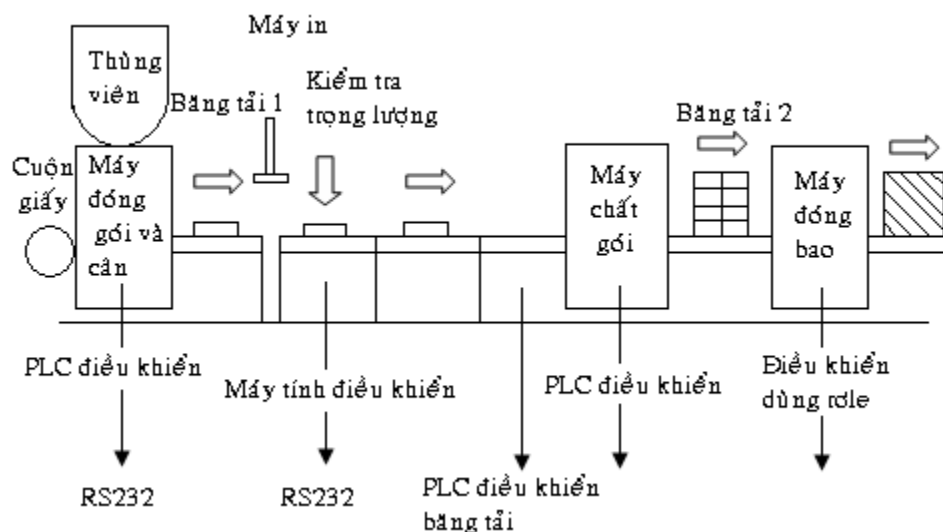 Máy in
Thùng
viên
Băng tải 1
Kiểm tra
trọng lượng
Băng tải 2
Cuộn
giấy
Máy
đóng
gói và
cân
Máy
chất
gói
Máy
đóng
bao
PLC điều khiển
Máy tính điều khiển
PLC điều khiển
Điều khiển
dùng rơle
RS232
RS232
PLC điều khiển
băng tải